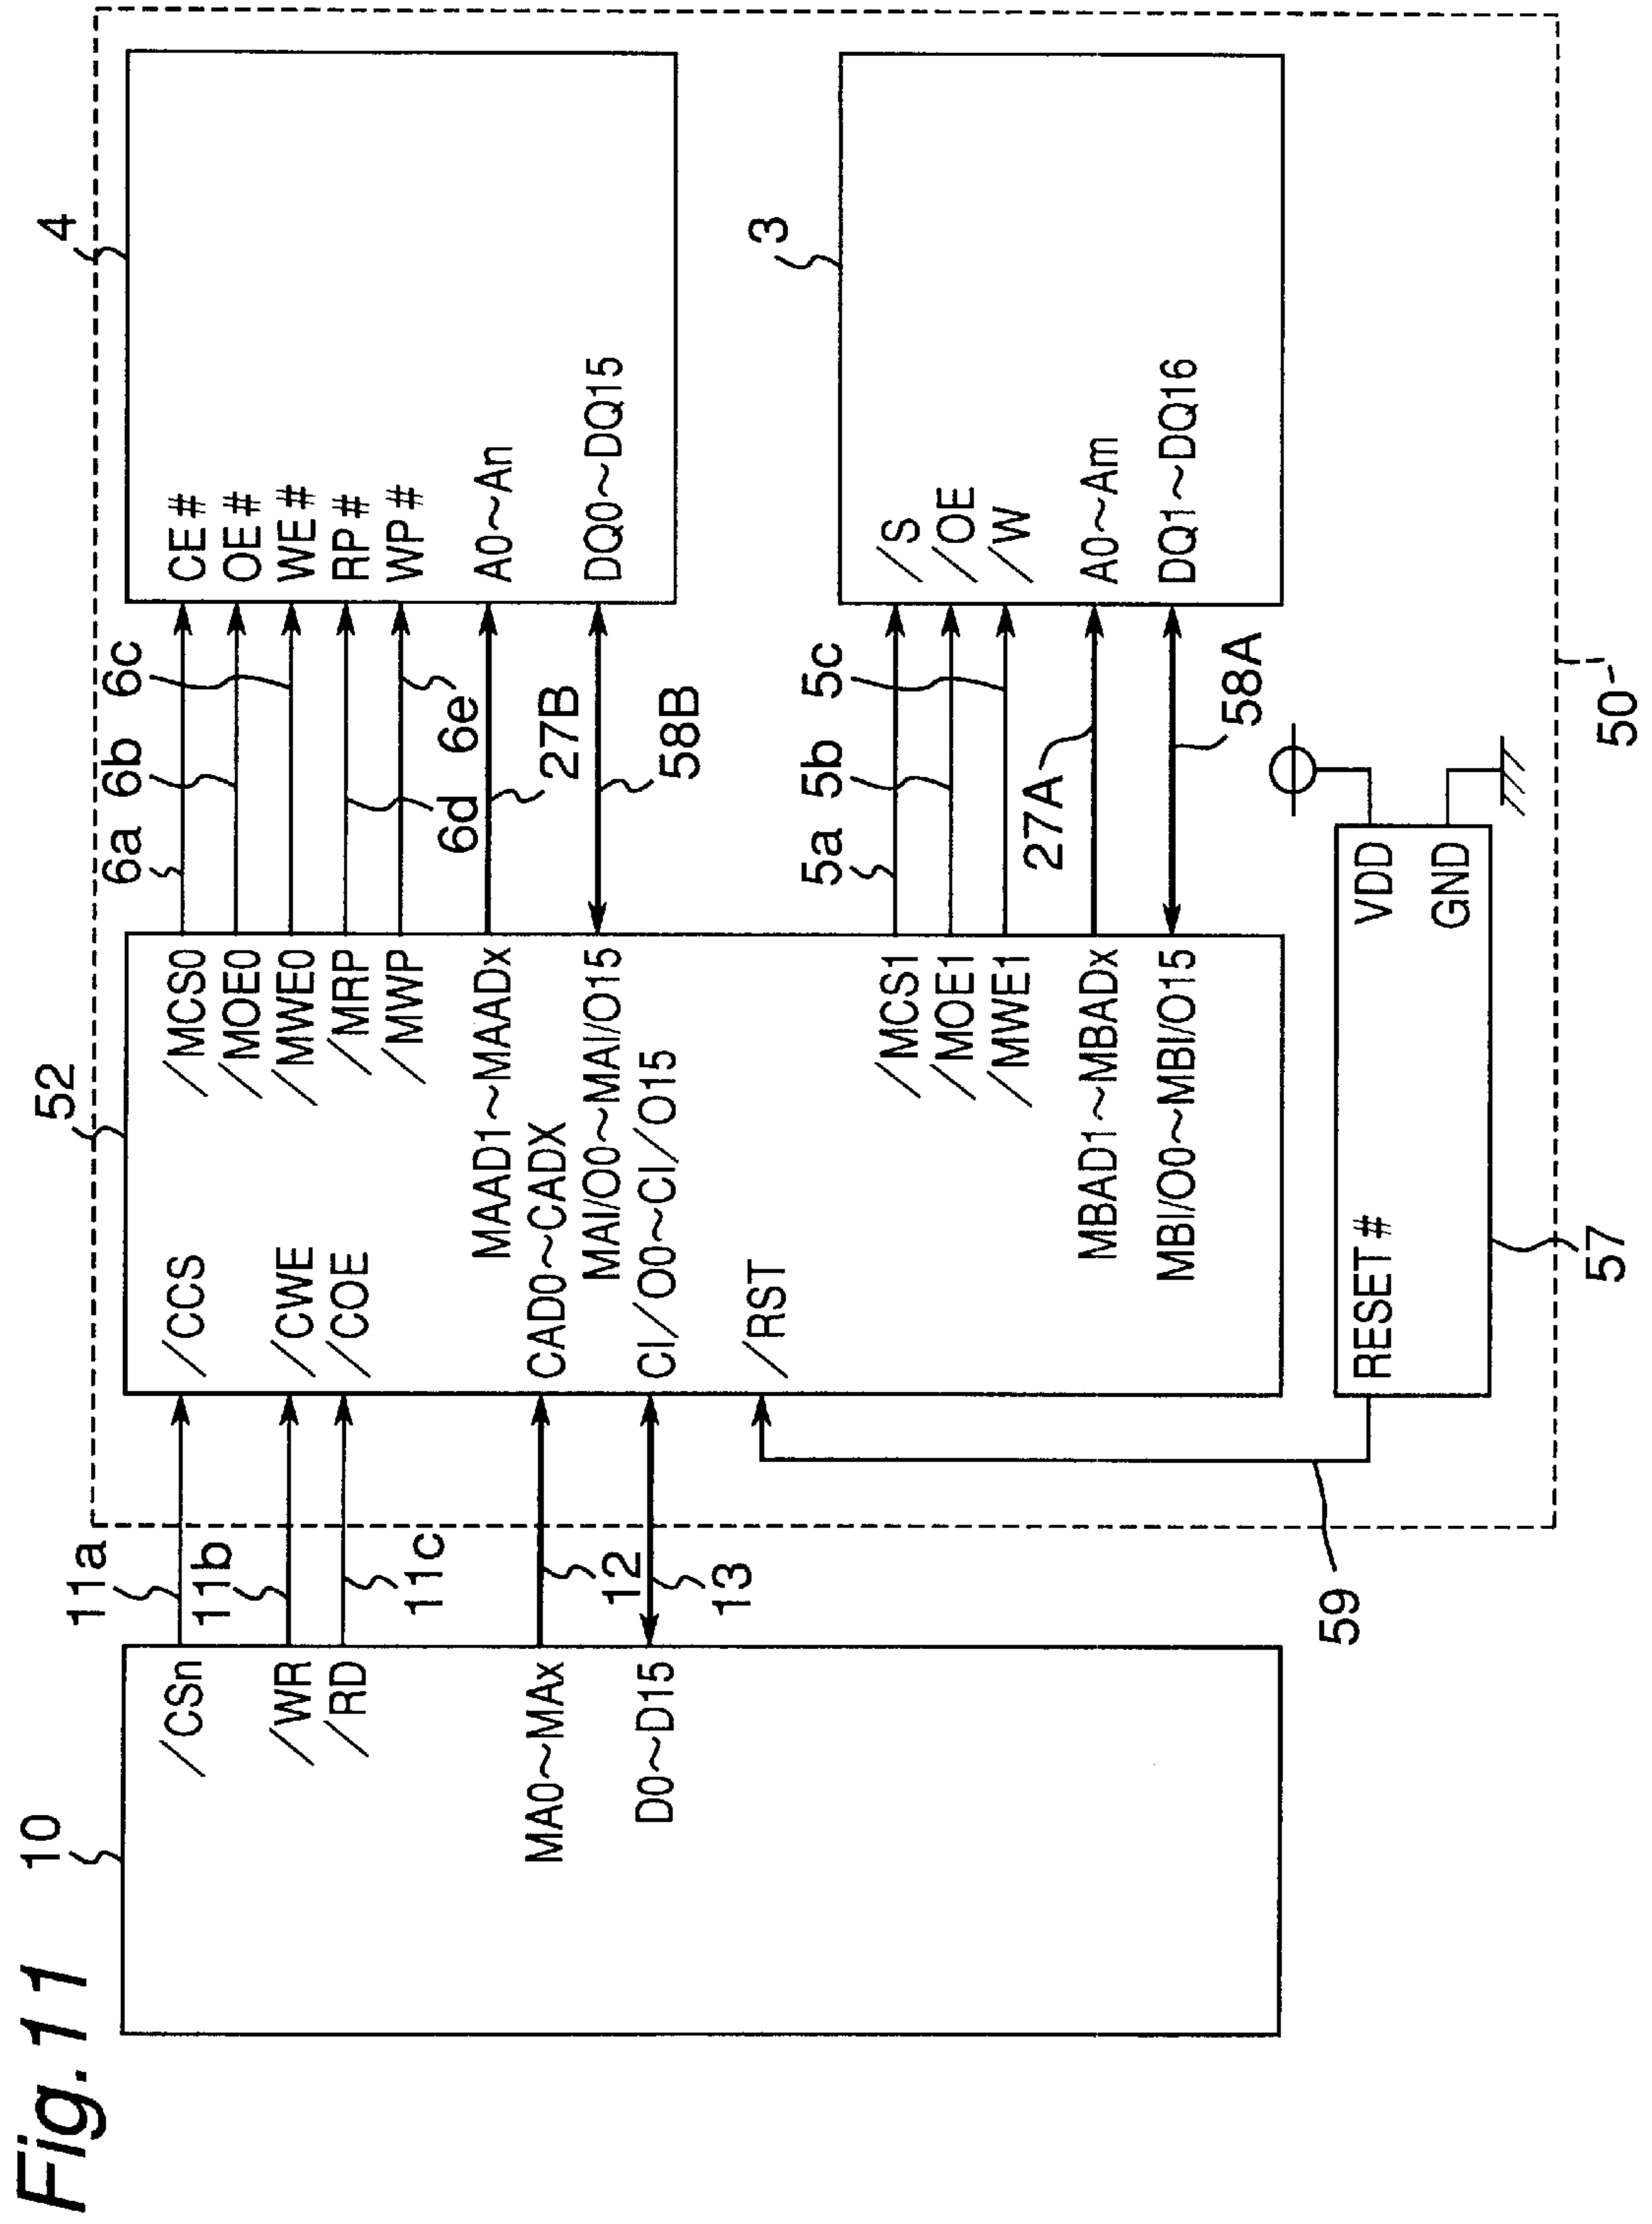 Fig.11
10
/CSn
/WR
/RD
MA0~MAx
D0~D15
11a
11b
11c
12
13
52
/CCS
/CWE
/COE
CAD0~CADX
CI/O0~CI/O15
/RST
/MCS0
/MOE0
/MWE0
/MRP
/MWP
MAAD1~MAADx
MAI/O0~MAI/O15
/MCS1
/MOE1
/MWE1
MBAD1~MBADx
MBI/O0~MBI/O15
6a
6b
6c
6d
6e
27B
58B
5a
5b
5c
27A
58A
4
CE#
OE#
WE#
RP#
WP#
A0~An
DQ0~DQ15
3
/S
/OE
/W
A0~Am
DQ1~DQ16
59
RESET#
VDD
GND
57
50